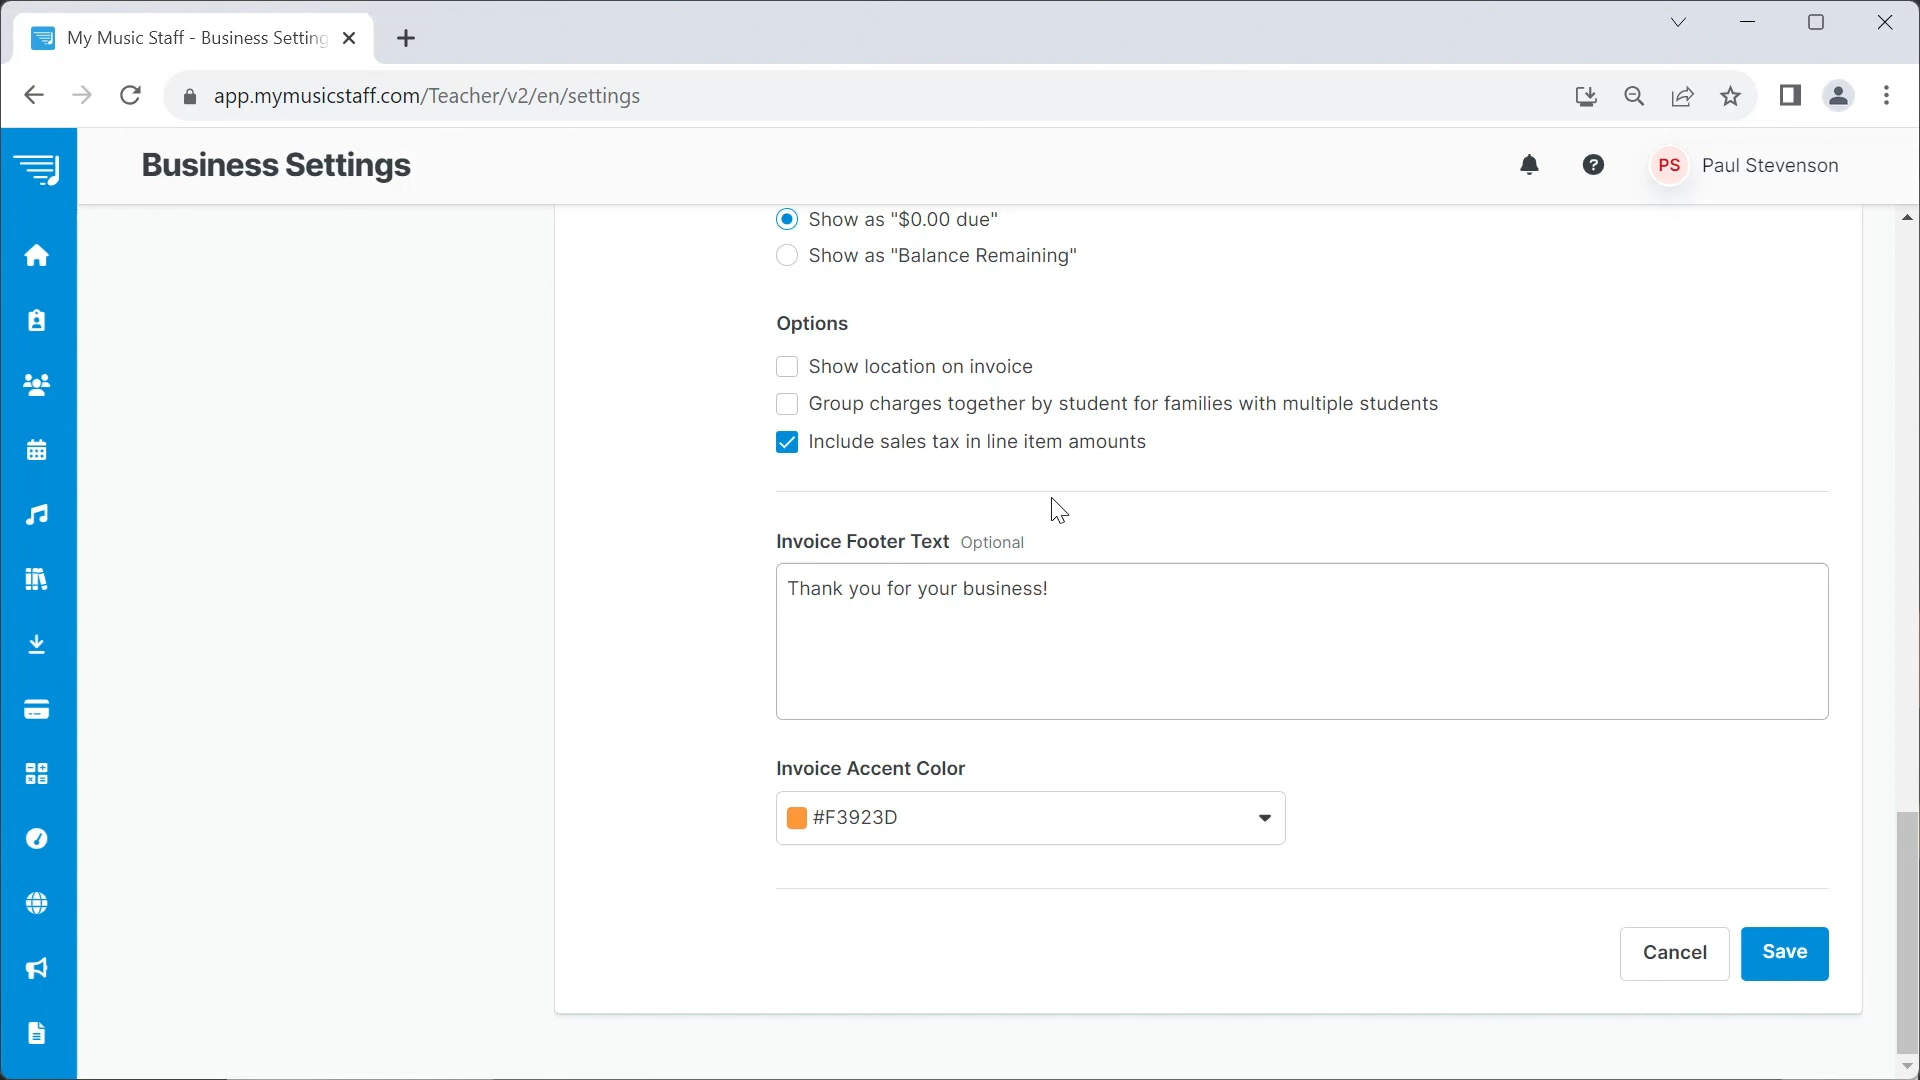 My Music Staff - Business Setting
app.mymusicstaff.com/Teacher/v2/en/settings
Business Settings
PS Paul Stevenson
Show as "$0.00 due"
Show as "Balance Remaining"
Options
Show location on invoice
Group charges together by student for families with multiple students
Include sales tax in line item amounts
Invoice Footer Text Optional
Thank you for your business!
Invoice Accent Color
#F3923D
Cancel Save